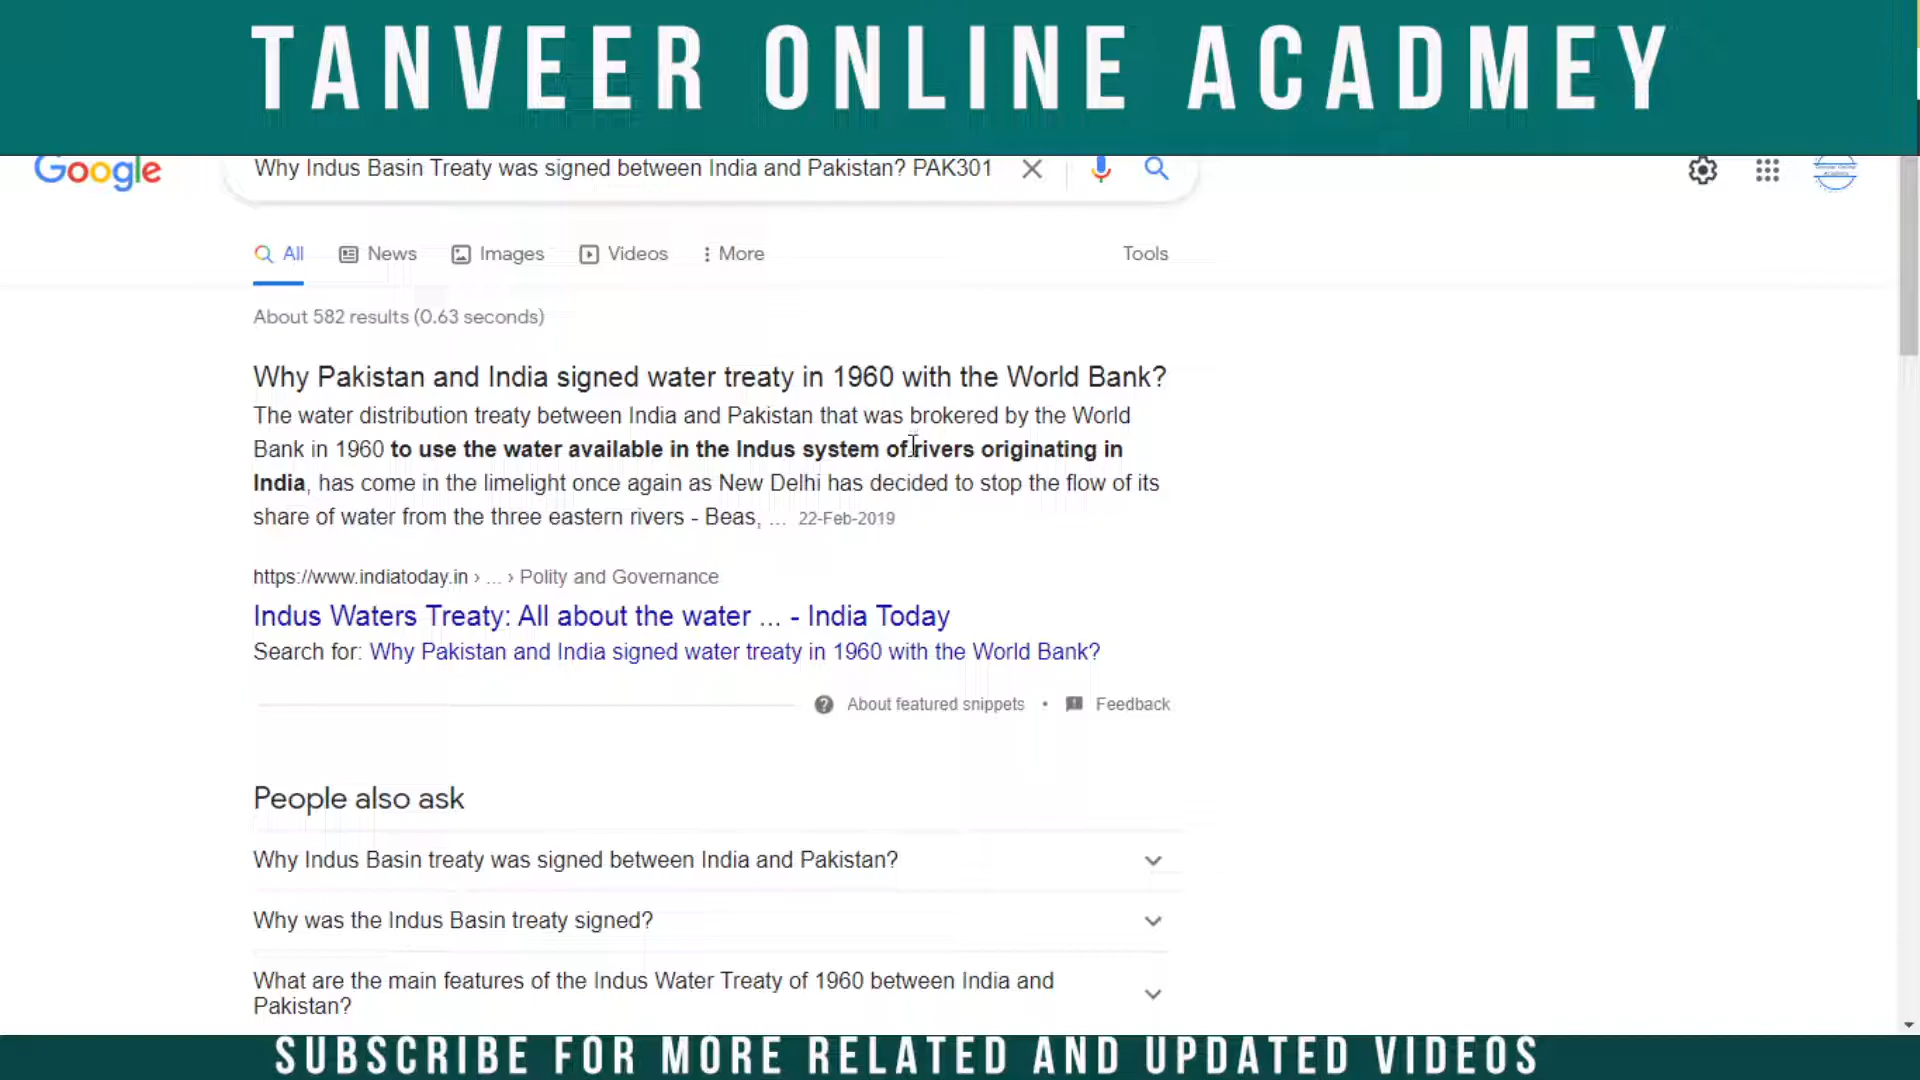 TANVEER ONLINE ACADMEY
Google
Why Indus Basin Treaty was signed between India and Pakistan? PAK301
All News Images Videos More Tools
About 582 results (0.63 seconds)
Why Pakistan and India signed water treaty in 1960 with the World Bank?
The water distribution treaty between India and Pakistan that was brokered by the World
Bank in 1960 to use the water available in the Indus system of rivers originating in
India, has come in the limelight once again as New Delhi has decided to stop the flow of its
share of water from the three eastern rivers - Beas, ... 22-Feb-2019
https://www.indiatoday.in › ... › Polity and Governance
Indus Waters Treaty: All about the water ... - India Today
Search for: Why Pakistan and India signed water treaty in 1960 with the World Bank?
About featured snippets • Feedback
People also ask
Why Indus Basin treaty was signed between India and Pakistan?
Why was the Indus Basin treaty signed?
What are the main features of the Indus Water Treaty of 1960 between India and
Pakistan?
SUBSCRIBE FOR MORE RELATED AND UPDATED VIDEOS